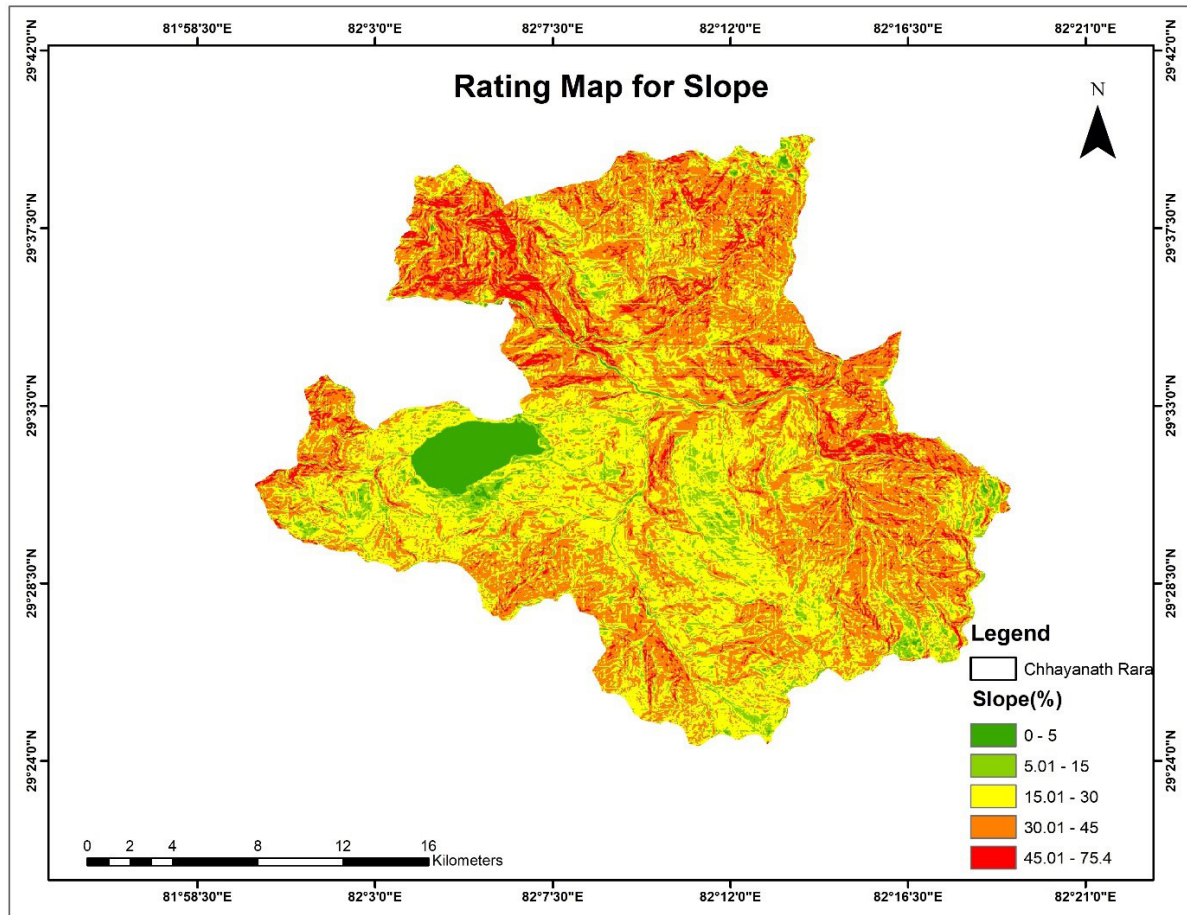 81°58'30"E 82°3'0"E 82°7'30"E 82°12'0"E 82°16'30"E 82°21'0"E
29°42'0"N
29°42'0"N
Rating Map for Slope
N
29°37'30"N
29°37'30"N
29°33'0"N
29°33'0"N
29°28'30"N
29°28'30"N
Legend
Chhayanath Rara
Slope(%)
0 - 5
5.01 - 15
15.01 - 30
30.01 - 45
45.01 - 75.4
29°24'0"N
29°24'0"N
0 2 4 8 12 16
Kilometers
81°58'30"E 82°3'0"E 82°7'30"E 82°12'0"E 82°16'30"E 82°21'0"E